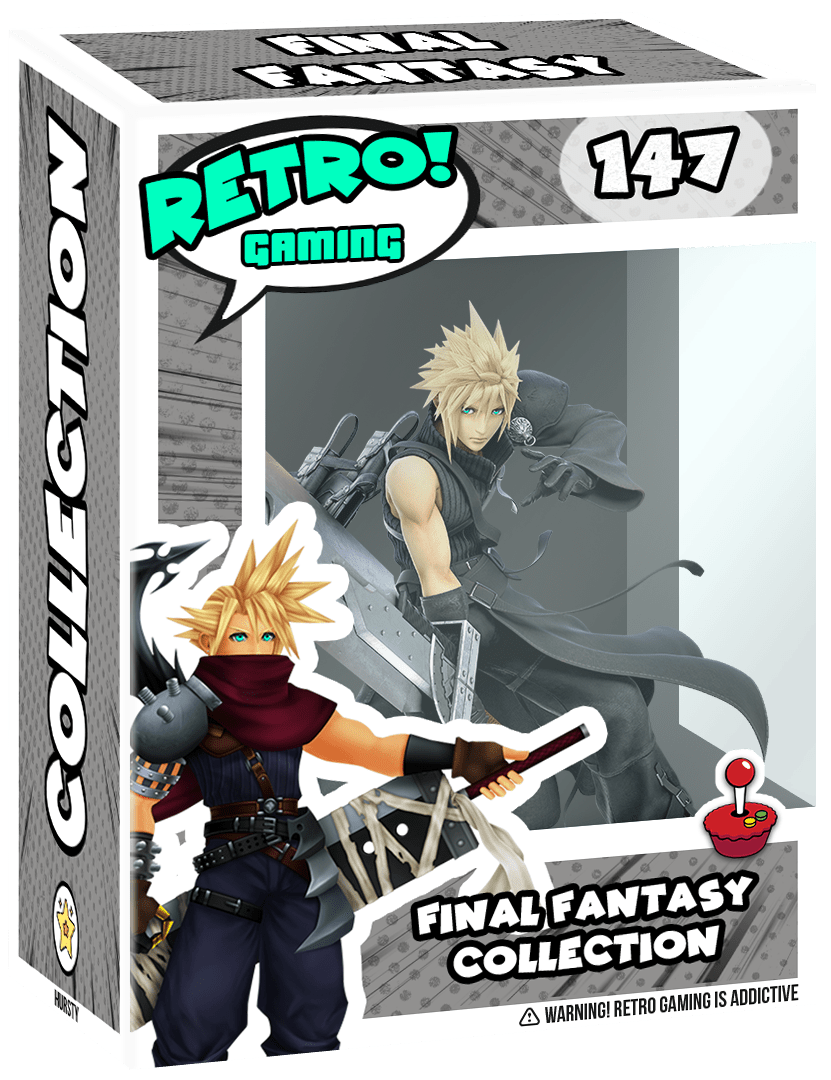 FINAL
FANTASY
COLLECTION
HURSTY
RETRO!
GAMING
147
FINAL FANTASY
COLLECTION
WARNING! RETRO GAMING IS ADDICTIVE